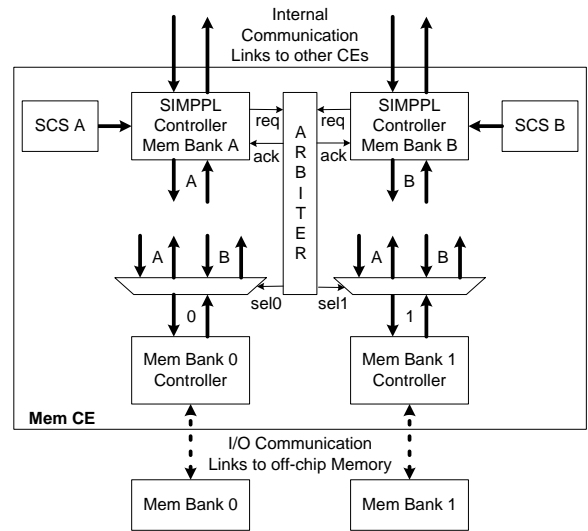 Internal
Communication
Links to other CEs
SCS A
SIMPPL
Controller
Mem Bank A
req
ack
A
R
B
I
T
E
R
req
ack
SIMPPL
Controller
Mem Bank B
SCS B
A
B
A
B
A
B
sel0
sel1
0
1
Mem Bank 0
Controller
Mem Bank 1
Controller
Mem CE
I/O Communication
Links to off-chip Memory
Mem Bank 0
Mem Bank 1